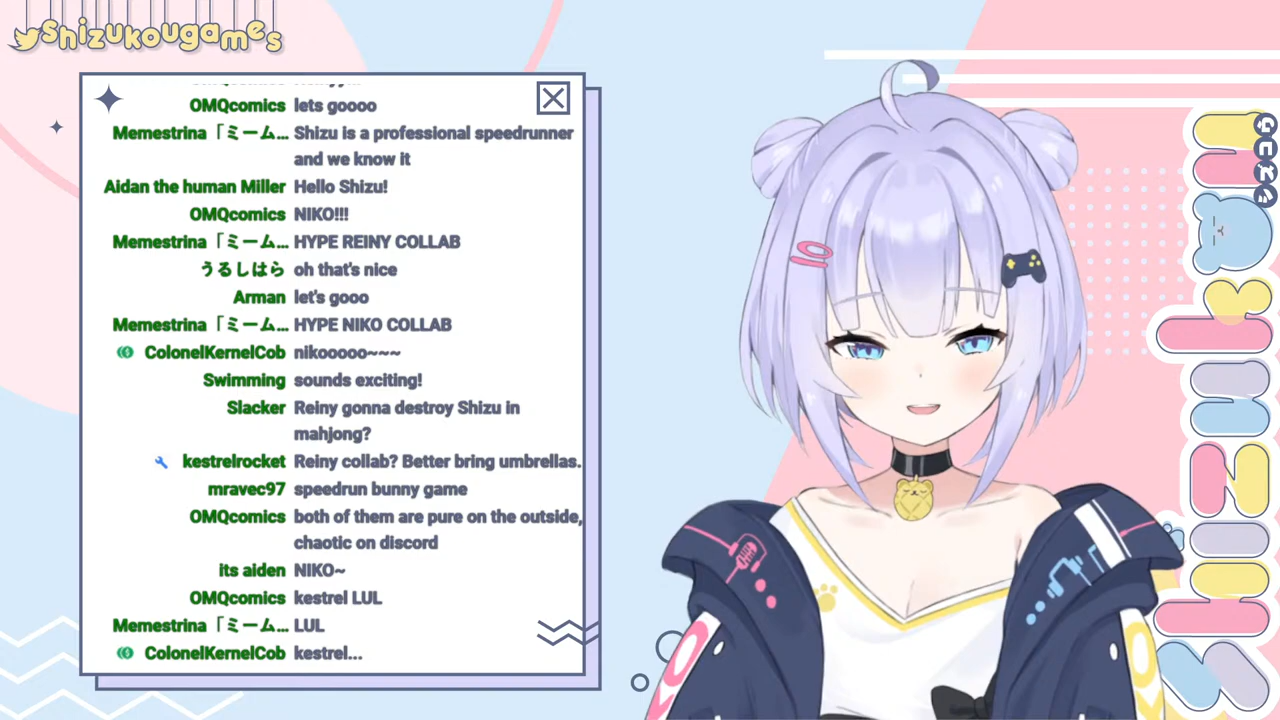 shizukougames
OMQcomics lets goooo
Memestrina「ミーム... Shizu is a professional speedrunner
and we know it
Aidan the human Miller Hello Shizu!
OMQcomics NIKO!!!
Memestrina「ミーム... HYPE REINY COLLAB
うるしはら oh that's nice
Arman let's gooo
Memestrina「ミーム... HYPE NIKO COLLAB
ColonelKernelCob nikooooo~~~
Swimming sounds exciting!
Slacker Reiny gonna destroy Shizu in
mahjong?
kestrelrocket Reiny collab? Better bring umbrellas.
mravec97 speedrun bunny game
OMQcomics both of them are pure on the outside,
chaotic on discord
its aiden NIKO~
OMQcomics kestrel LUL
Memestrina「ミーム... LUL
ColonelKernelCob kestrel...